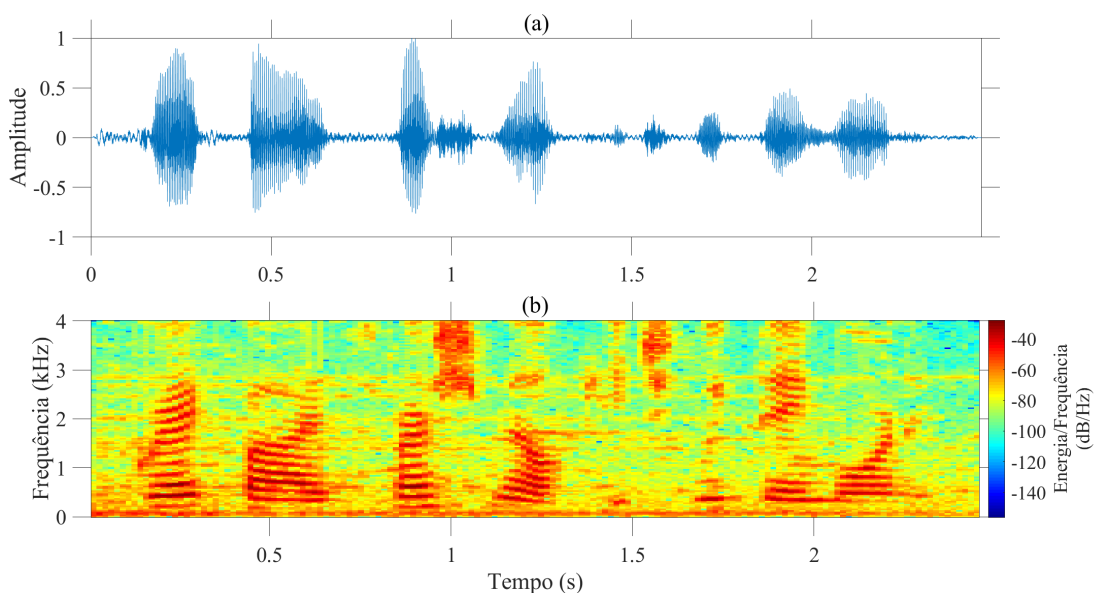 (a)
1
0.5
0
-0.5
-1
Amplitude
0 0.5 1 1.5 2
(b)
4
3
2
1
0
Frequência (kHz)
0.5 1 1.5 2
Tempo (s)
-40
-60
-80
-100
-120
-140
Energia/Frequência
(dB/Hz)